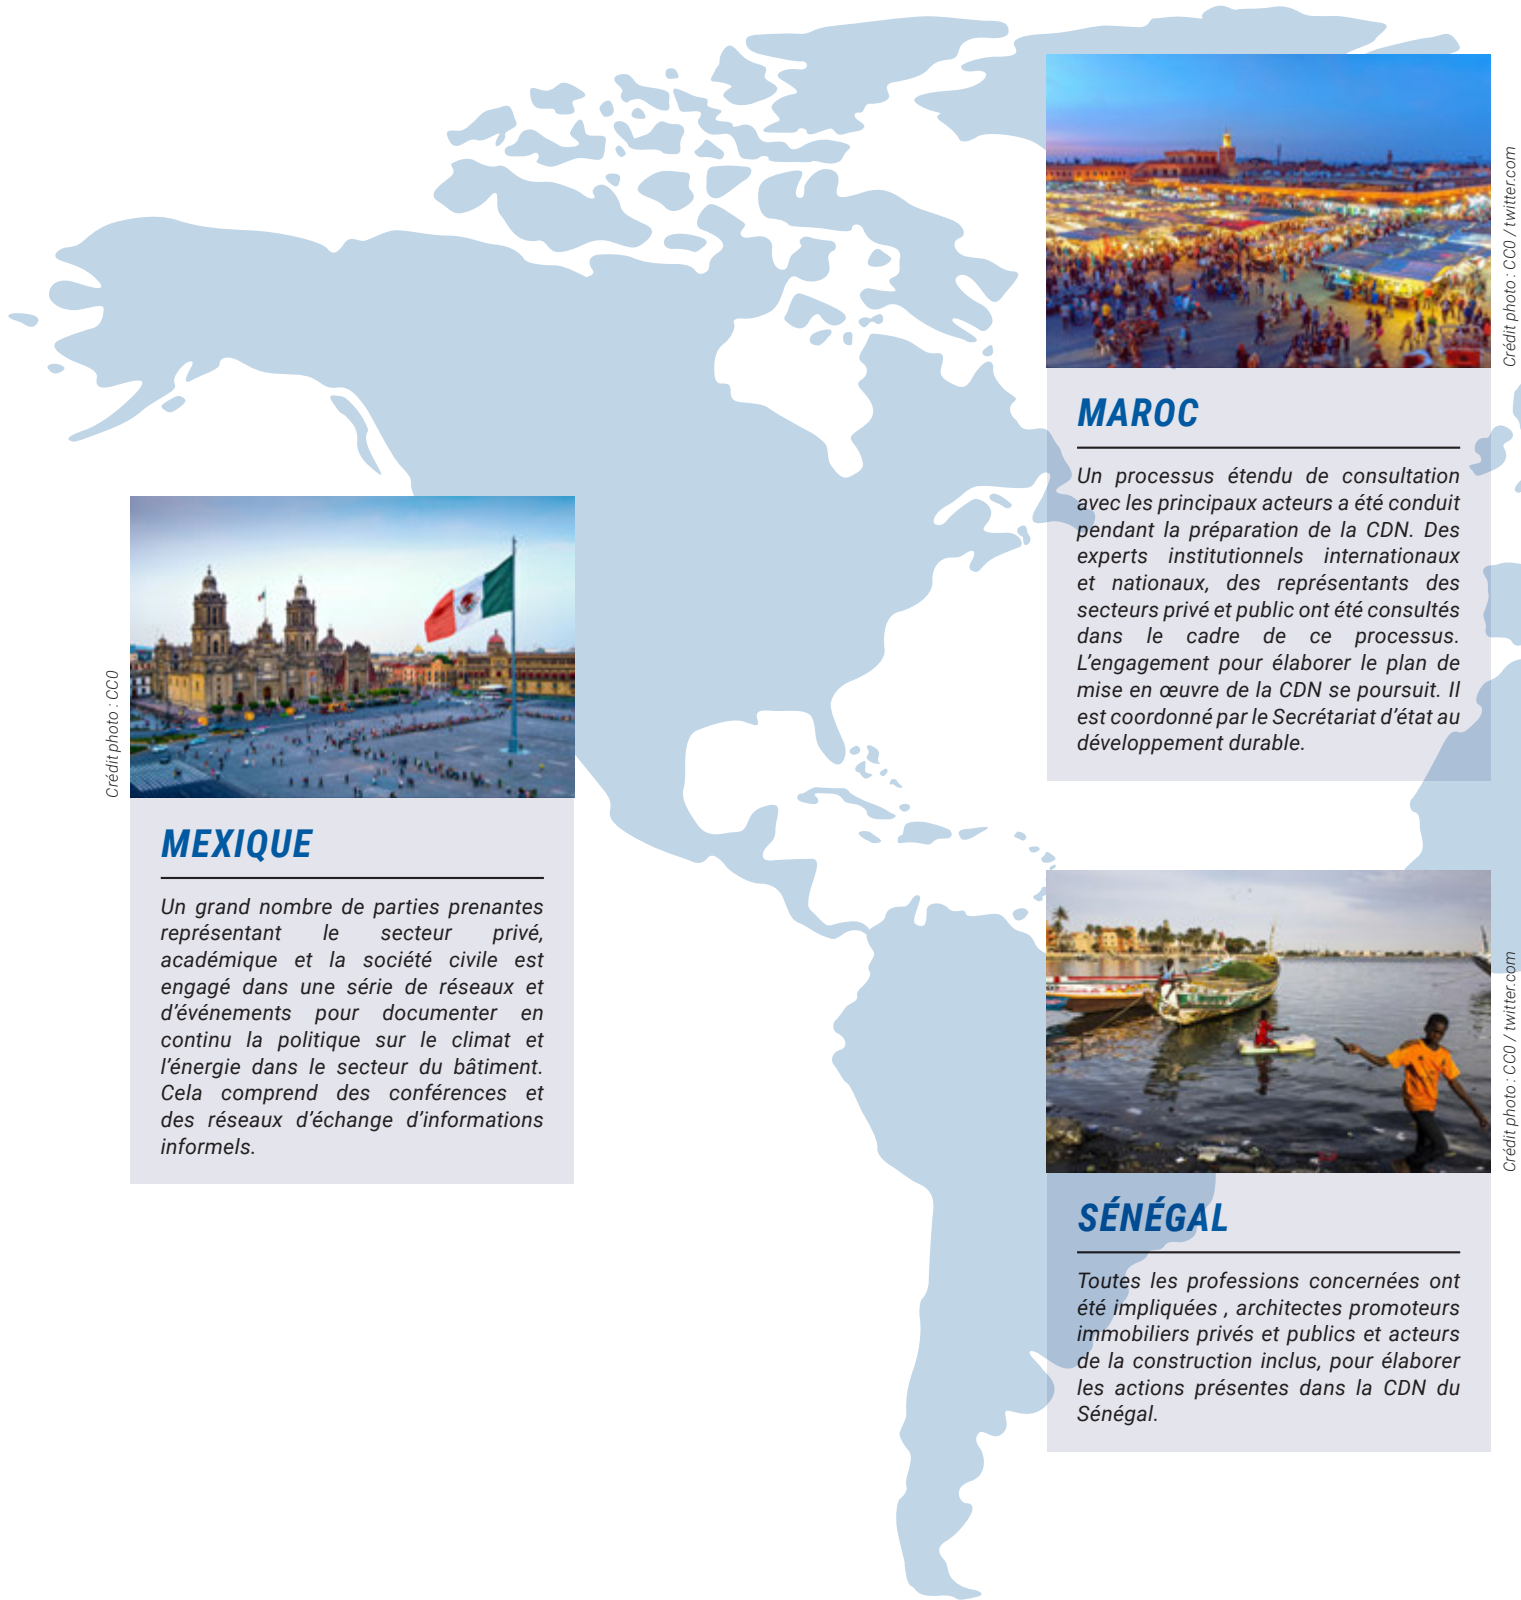 Crédit photo : CC0 / twitter.com
MAROC
Un processus étendu de consultation
avec les principaux acteurs a été conduit
pendant la préparation de la CDN. Des
experts institutionnels internationaux
et nationaux, des représentants des
secteurs privé et public ont été consultés
dans le cadre de ce processus.
L'engagement pour élaborer le plan de
mise en œuvre de la CDN se poursuit. Il
est coordonné par le Secrétariat d'état au
développement durable.
Crédit photo : CC0
MEXIQUE
Un grand nombre de parties prenantes
représentant le secteur privé,
académique et la société civile est
engagé dans une série de réseaux et
d'événements pour documenter en
continu la politique sur le climat et
l'énergie dans le secteur du bâtiment.
Cela comprend des conférences et
des réseaux d'échange d'informations
informels.
Crédit photo : CC0 / twitter.com
SÉNÉGAL
Toutes les professions concernées ont
été impliquées , architectes promoteurs
immobiliers privés et publics et acteurs
de la construction inclus, pour élaborer
les actions présentes dans la CDN du
Sénégal.